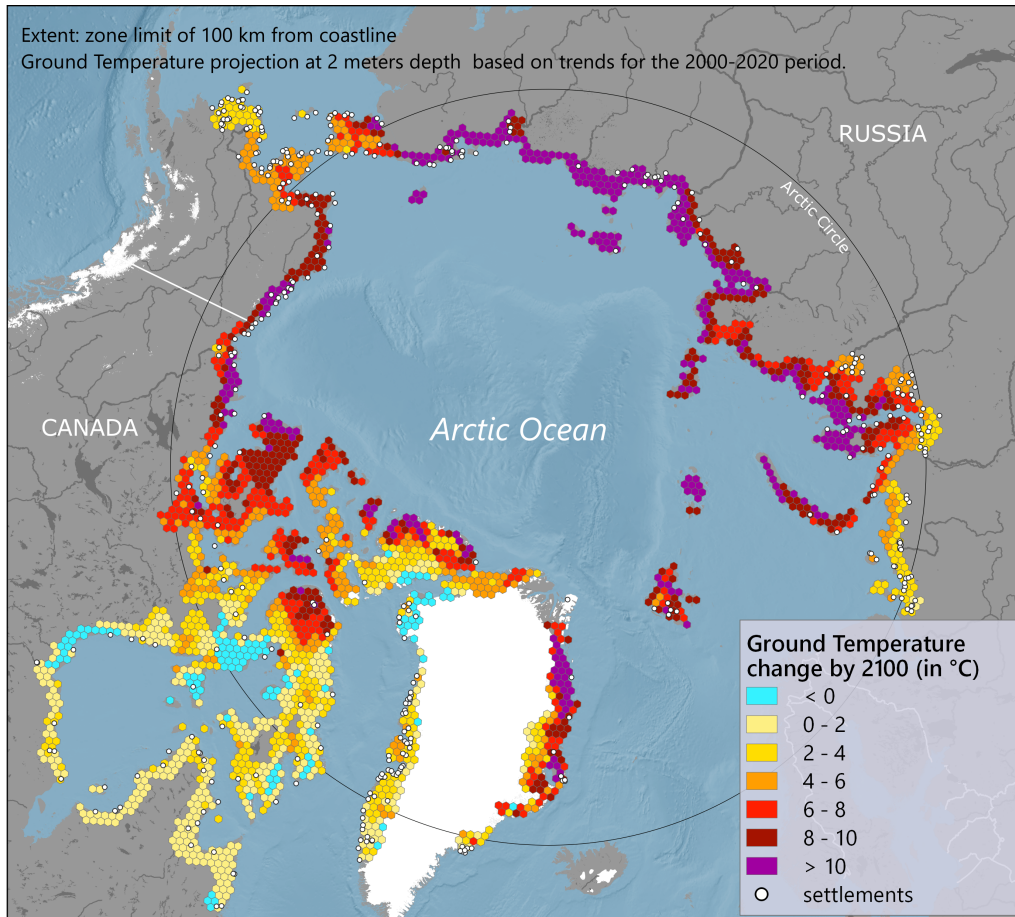 Extent: zone limit of 100 km from coastline
Ground Temperature projection at 2 meters depth based on trends for the 2000-2020 period.
RUSSIA
Arctic Circle
CANADA
Arctic Ocean
Ground Temperature
change by 2100 (in °C)
< 0
0 - 2
2 - 4
4 - 6
6 - 8
8 - 10
> 10
settlements